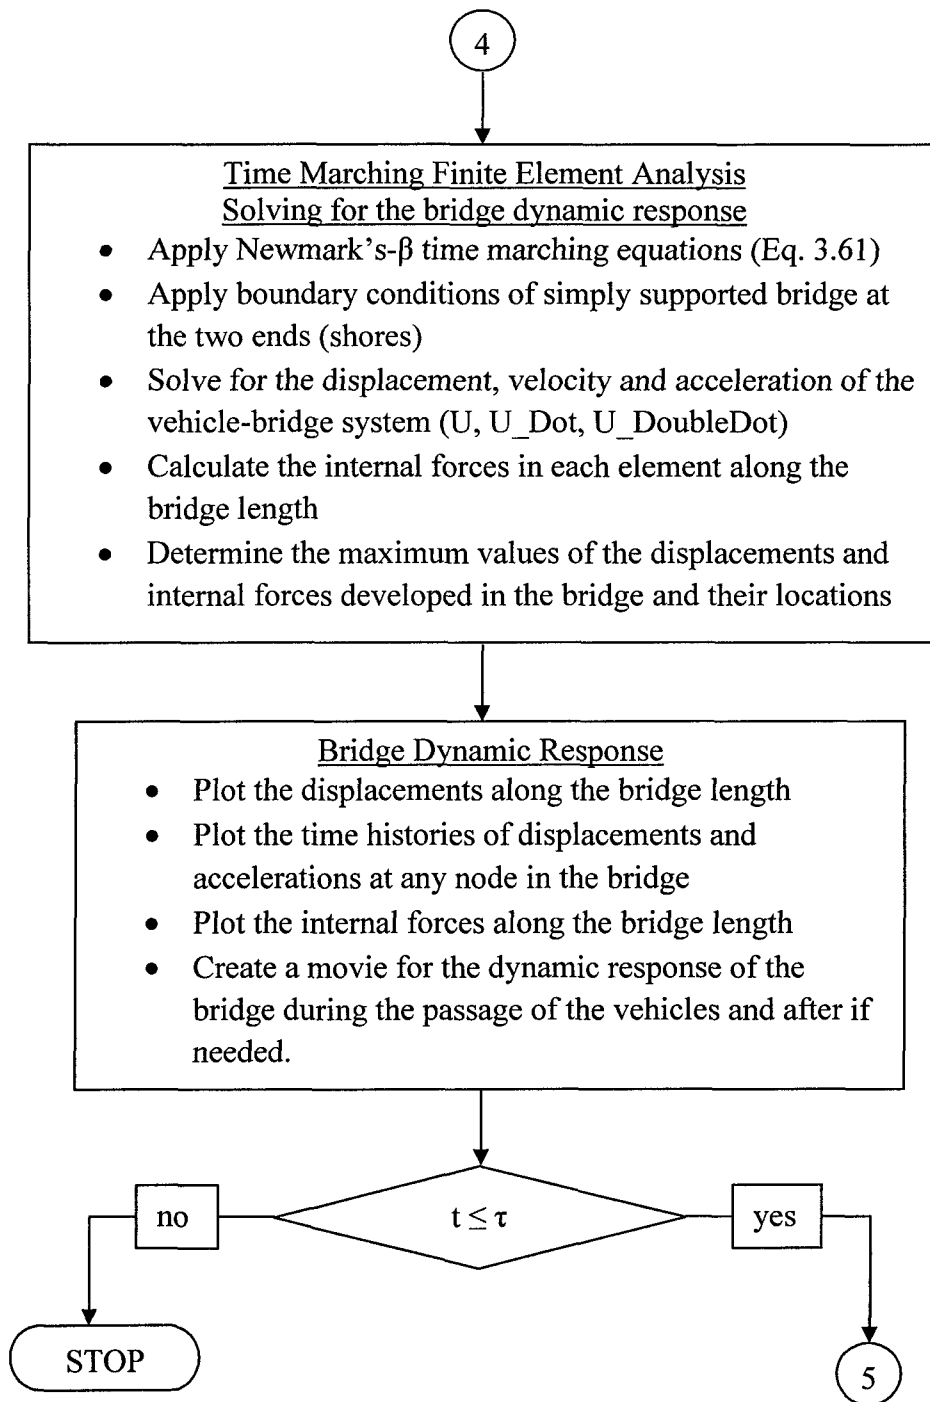 4
Time Marching Finite Element Analysis
Solving for the bridge dynamic response
• Apply Newmark's-β time marching equations (Eq. 3.61)
• Apply boundary conditions of simply supported bridge at
the two ends (shores)
• Solve for the displacement, velocity and acceleration of the
vehicle-bridge system (U, U_Dot, U_DoubleDot)
• Calculate the internal forces in each element along the
bridge length
• Determine the maximum values of the displacements and
internal forces developed in the bridge and their locations
Bridge Dynamic Response
• Plot the displacements along the bridge length
• Plot the time histories of displacements and
accelerations at any node in the bridge
• Plot the internal forces along the bridge length
• Create a movie for the dynamic response of the
bridge during the passage of the vehicles and after if
needed.
no
t ≤ τ
yes
STOP
5